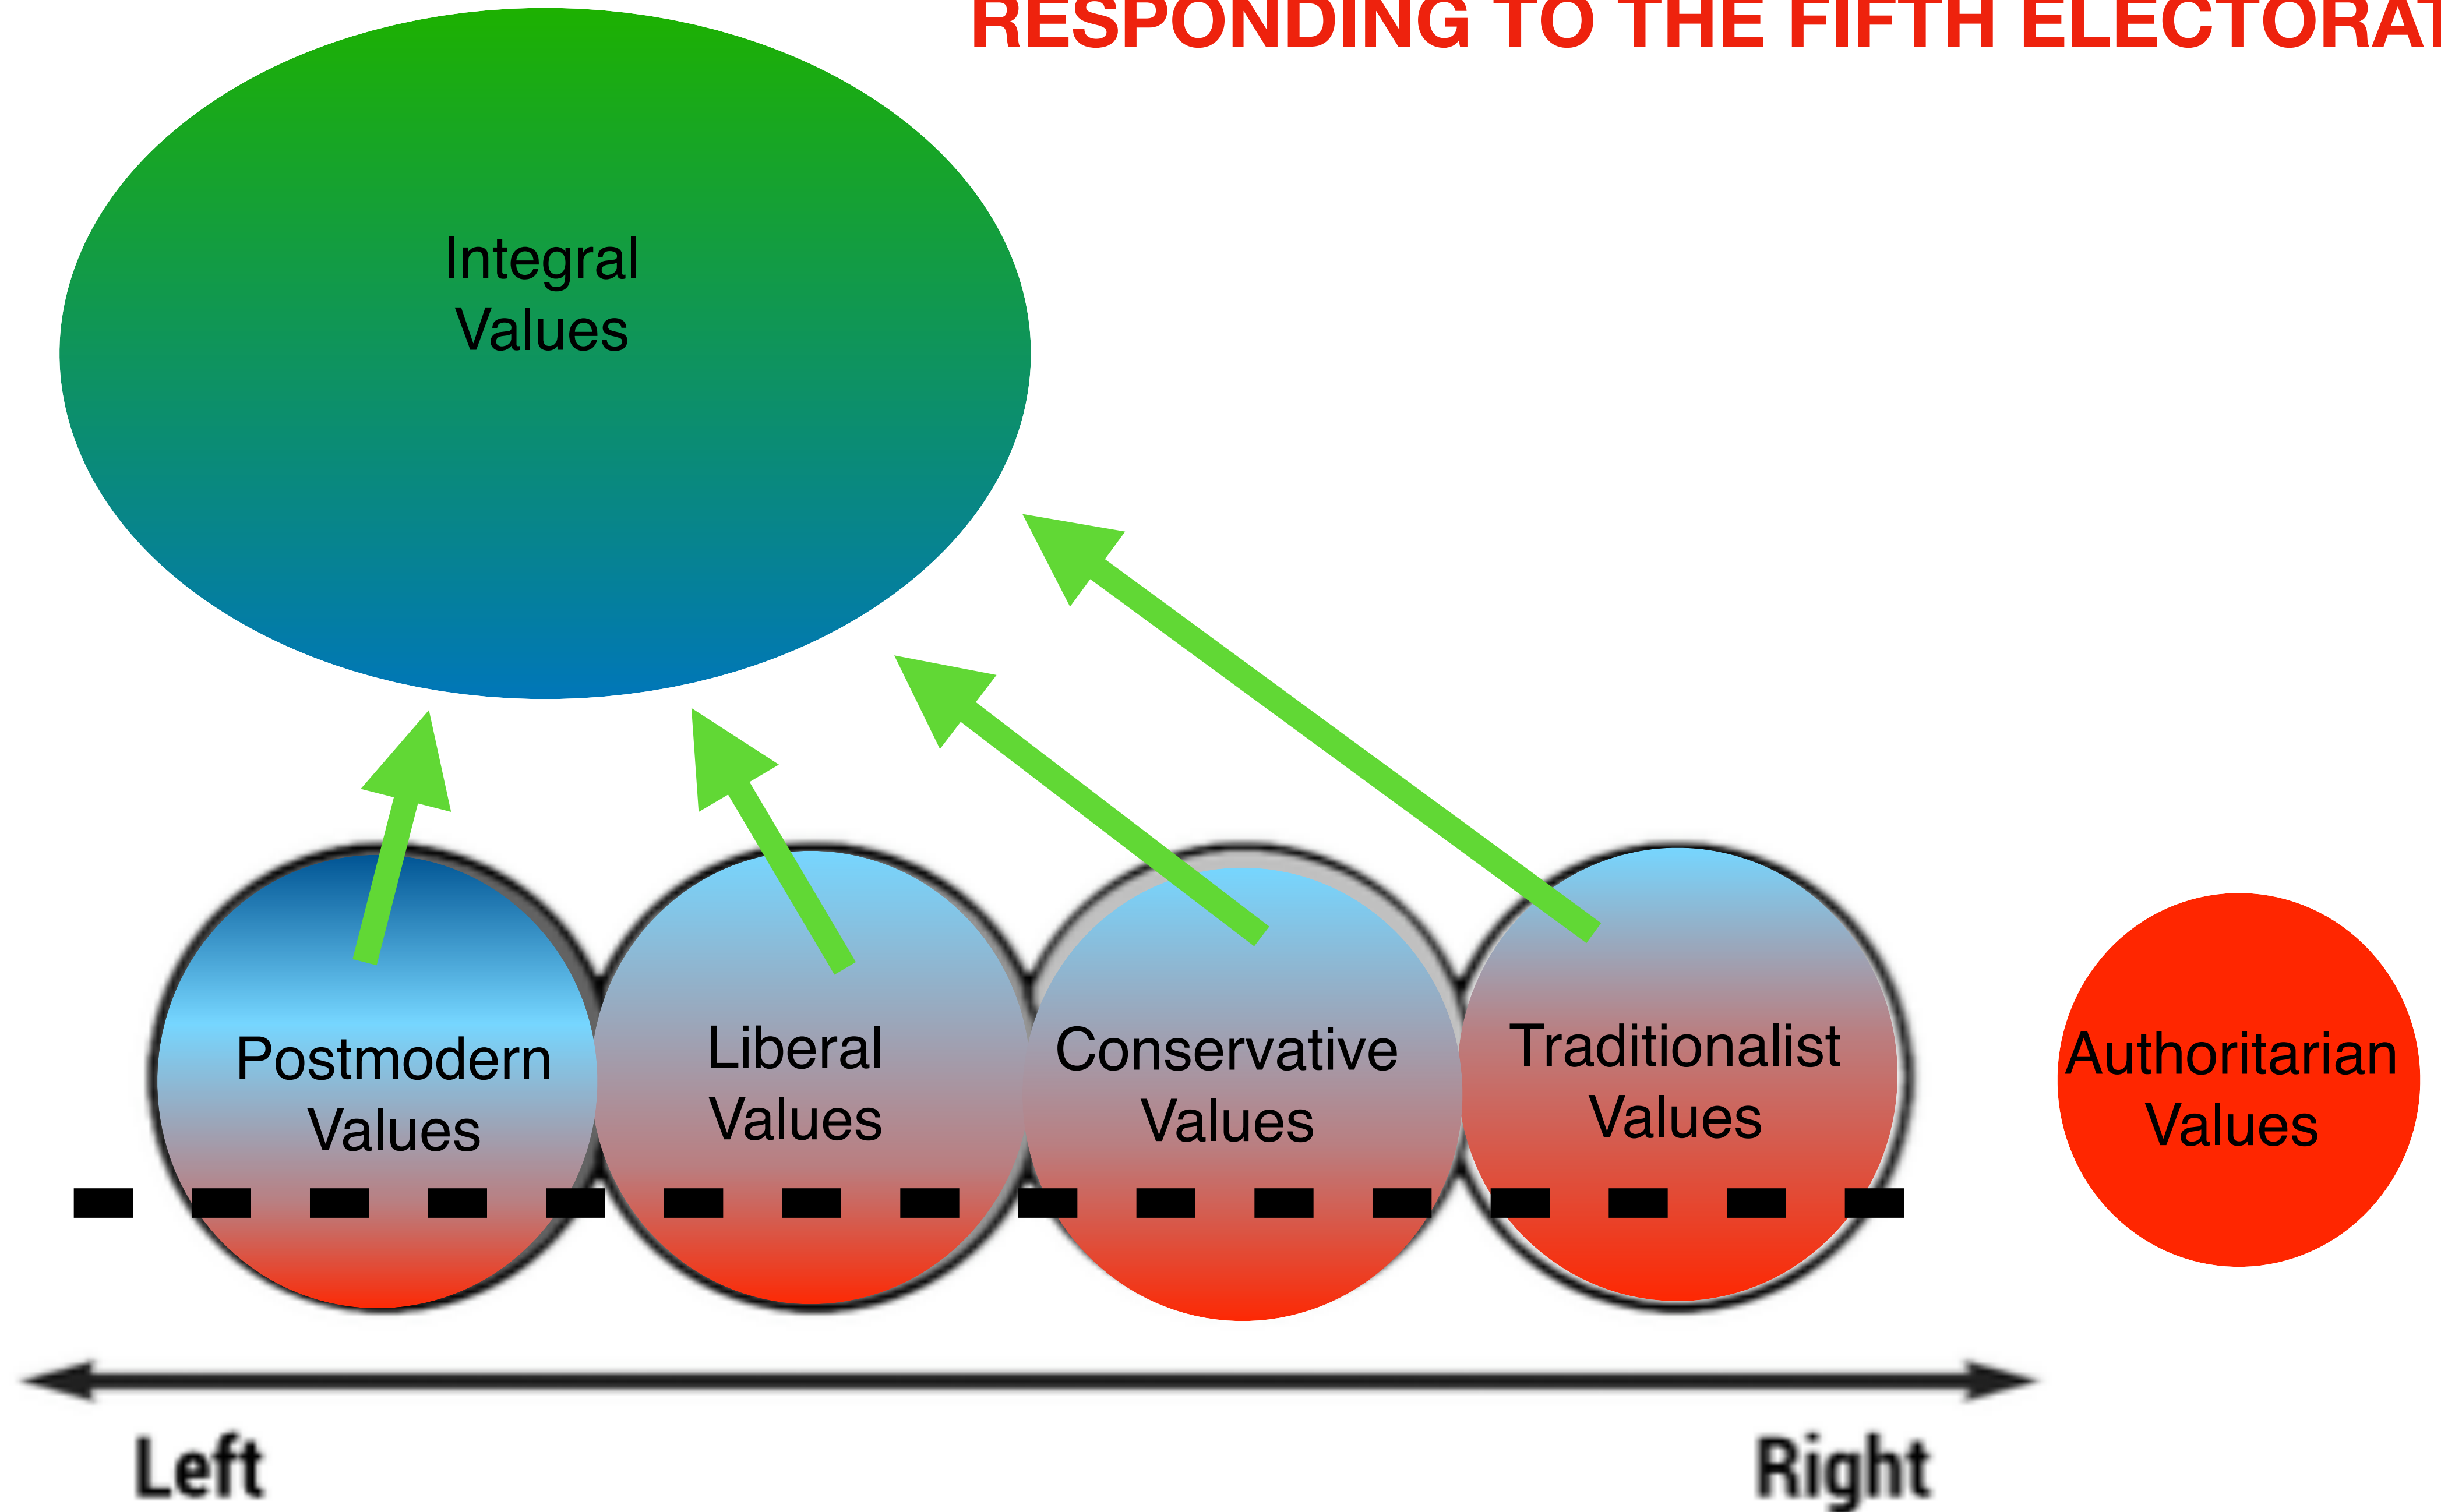 RESPONDING TO THE FIFTH
Integral
Values
Postmodern
Values
Liberal
Values
Conservative
Values
Traditionalist
Values
Authoritarian
Values
Left
Right